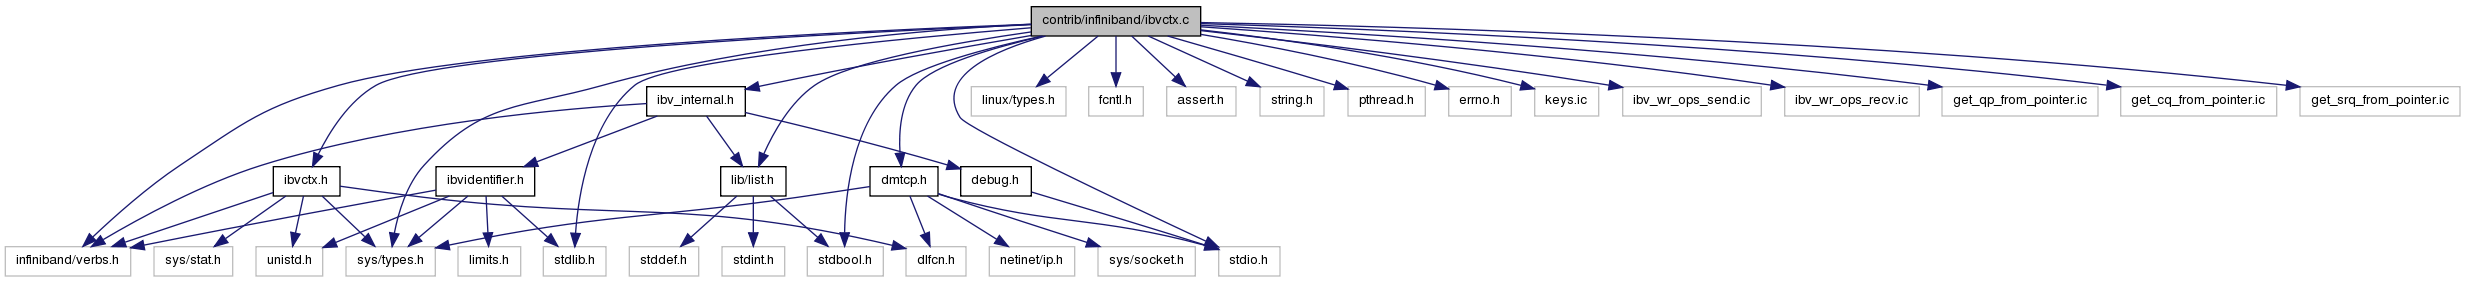 contrib/infiniband/ibvctx.c
ibv_internal.h
linux/types.h
fcntl.h
assert.h
string.h
pthread.h
errno.h
keys.ic
ibv_wr_ops_send.ic
ibv_wr_ops_recv.ic
get_qp_from_pointer.ic
get_cq_from_pointer.ic
get_srq_from_pointer.ic
ibvctx.h
ibvidentifier.h
lib/list.h
dmtcp.h
debug.h
infiniband/verbs.h
sys/stat.h
unistd.h
sys/types.h
limits.h
stdlib.h
stddef.h
stdint.h
stdbool.h
dlfcn.h
netinet/ip.h
sys/socket.h
stdio.h